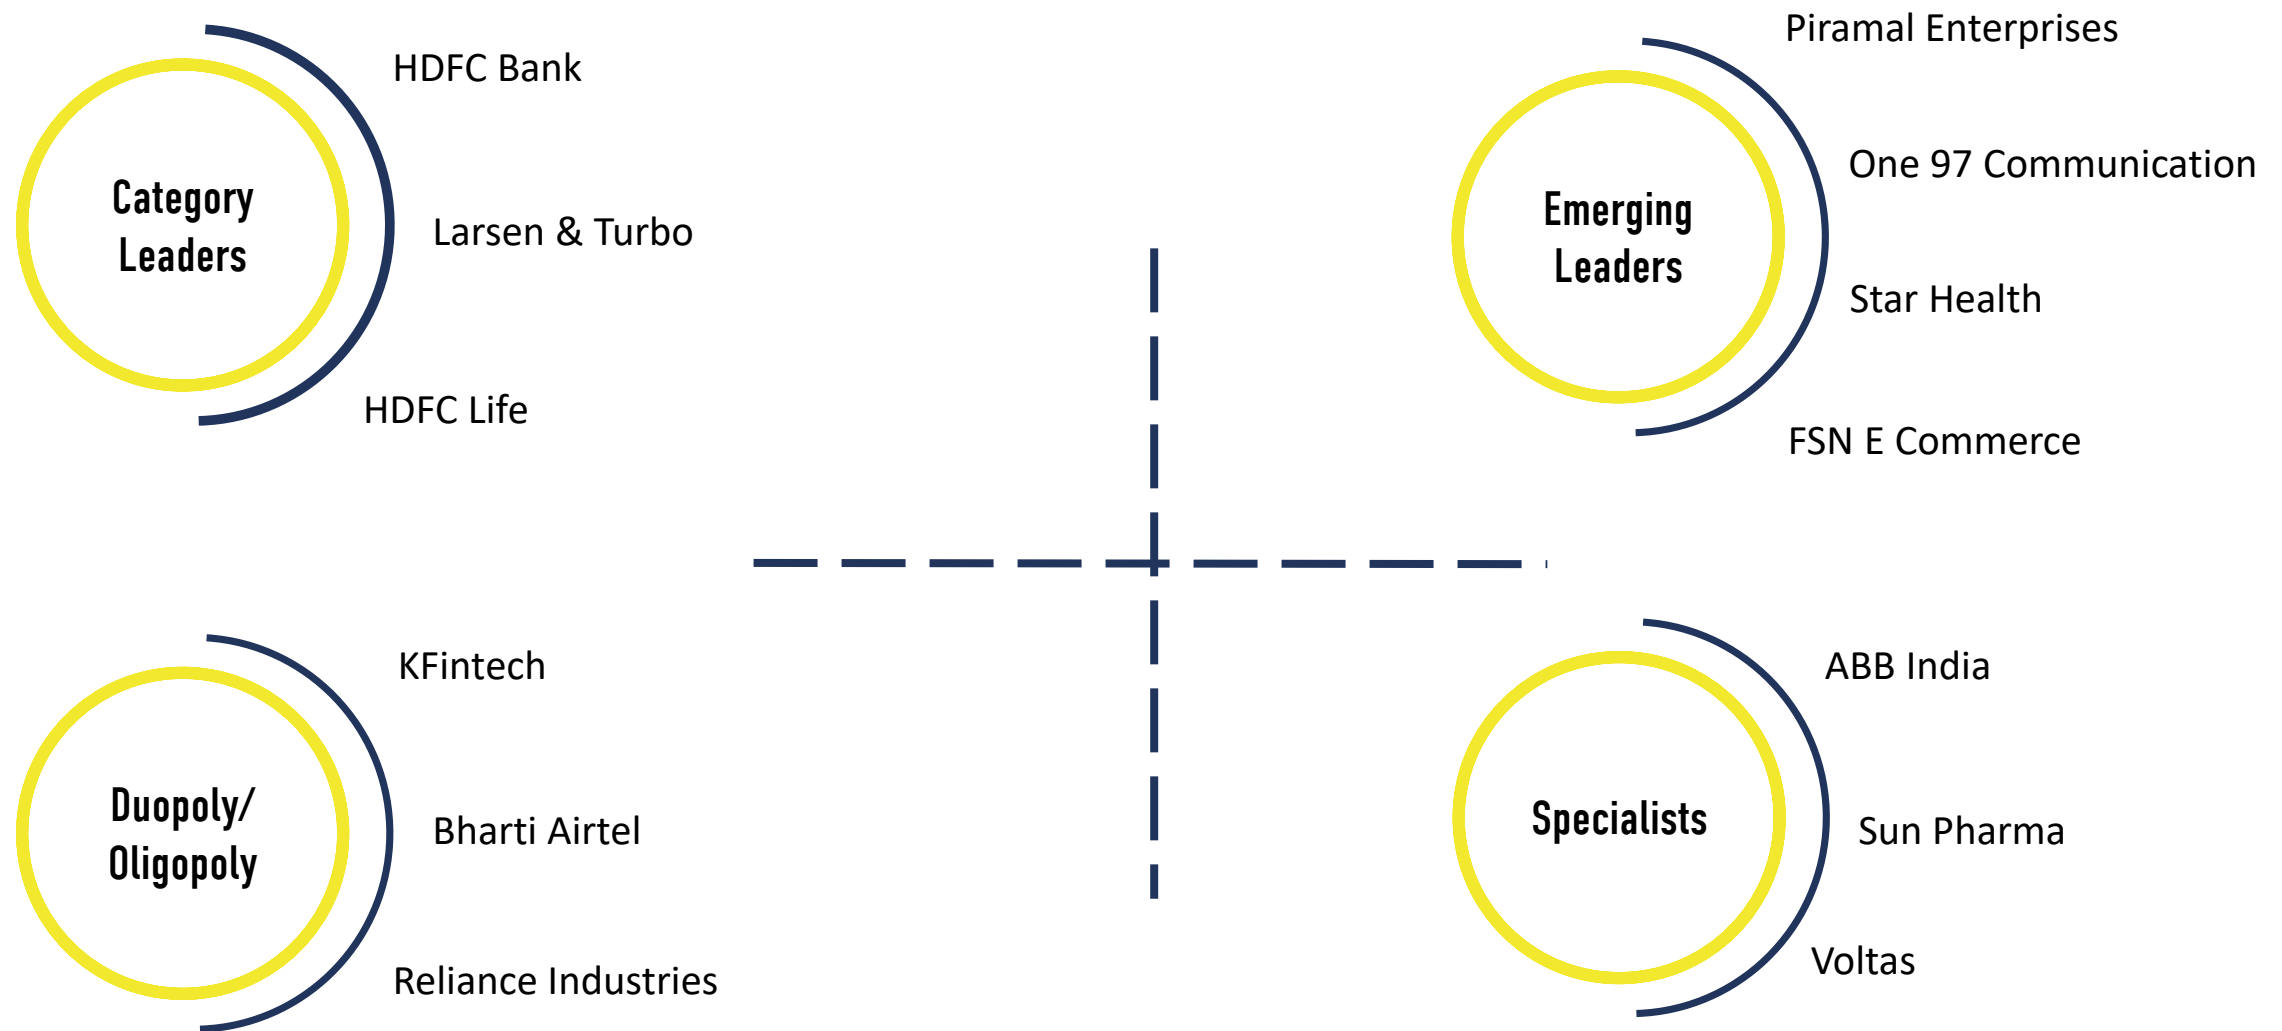 Category
Leaders
HDFC Bank
Larsen & Turbo
HDFC Life
Emerging
Leaders
Piramal Enterprises
One 97 Communication
Star Health
FSN E Commerce
Duopoly/
Oligopoly
KFintech
Bharti Airtel
Reliance Industries
Specialists
ABB India
Sun Pharma
Voltas